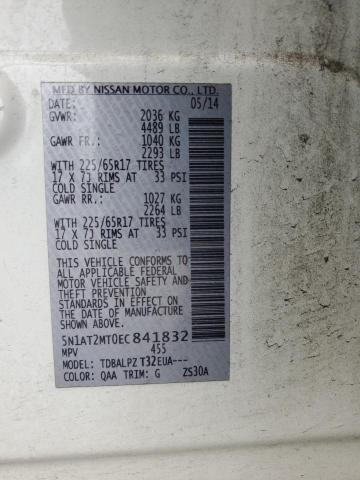 MFD BY NISSAN MOTOR CO., LTD.
DATE: 05/14
GVWR: 2036 KG
4489 LB
GAWR FR.: 1040 KG
2293 LB
WITH 225/65R17 TIRES
17 X 7J RIMS AT 33 PSI
COLD SINGLE
GAWR RR.: 1027 KG
2264 LB
WITH 225/65R17 TIRES
17 X 7J RIMS AT 33 PSI
COLD SINGLE
THIS VEHICLE CONFORMS TO
ALL APPLICABLE FEDERAL
MOTOR VEHICLE SAFETY
STANDARDS IN EFFECT ON
THE DATE OF MANUFACTURE
SHOWN ABOVE.
5N1AT2MT0EC841832
MPV 455
MODEL: TDBALPZ T32EUA---
COLOR: QAA TRIM: G ZS30A